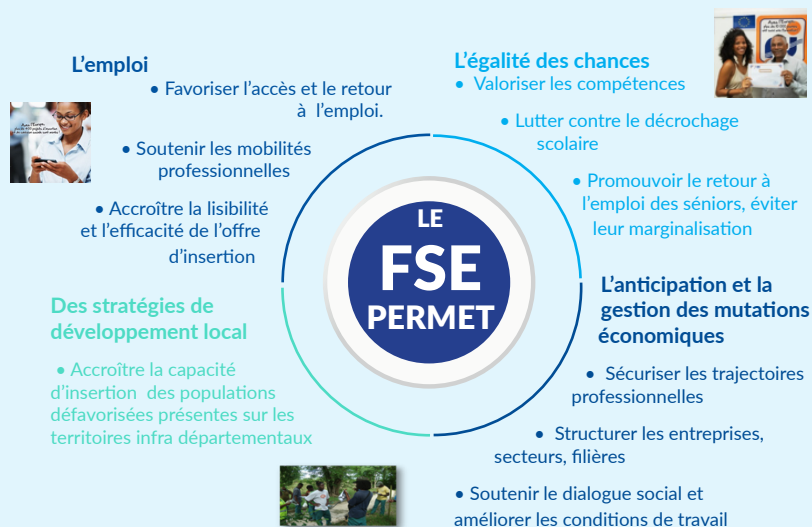 L'emploi
• Favoriser l'accès et le retour
à l'emploi.
• Soutenir les mobilités
professionnelles
• Accroître la lisibilité
et l'efficacité de l'offre
d'insertion
L'égalité des chances
• Valoriser les compétences
• Lutter contre le décrochage
scolaire
• Promouvoir le retour à
l'emploi des séniors, éviter
leur marginalisation
LE
FSE
PERMET
Des stratégies de
développement local
• Accroître la capacité
d'insertion des populations
défavorisées présentes sur les
territoires infra départementaux
L'anticipation et la
gestion des mutations
économiques
• Sécuriser les trajectoires
professionnelles
• Structurer les entreprises,
secteurs, filières
• Soutenir le dialogue social et
améliorer les conditions de travail